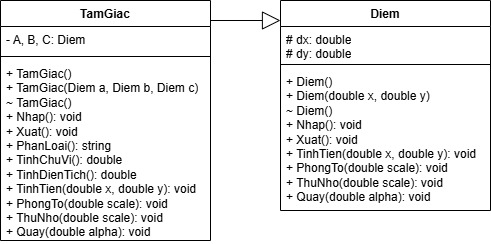 TamGiac
- A, B, C: Diem
+ TamGiac()
+ TamGiac(Diem a, Diem b, Diem c)
~ TamGiac()
+ Nhap(): void
+ Xuat(): void
+ PhanLoai(): string
+ TinhChuVi(): double
+ TinhDienTich(): double
+ TinhTien(double x, double y): void
+ PhongTo(double scale): void
+ ThuNho(double scale): void
+ Quay(double alpha): void
Diem
# dx: double
# dy: double
+ Diem()
+ Diem(double x, double y)
~ Diem()
+ Nhap(): void
+ Xuat(): void
+ TinhTien(double x, double y): void
+ PhongTo(double scale): void
+ ThuNho(double scale): void
+ Quay(double alpha): void